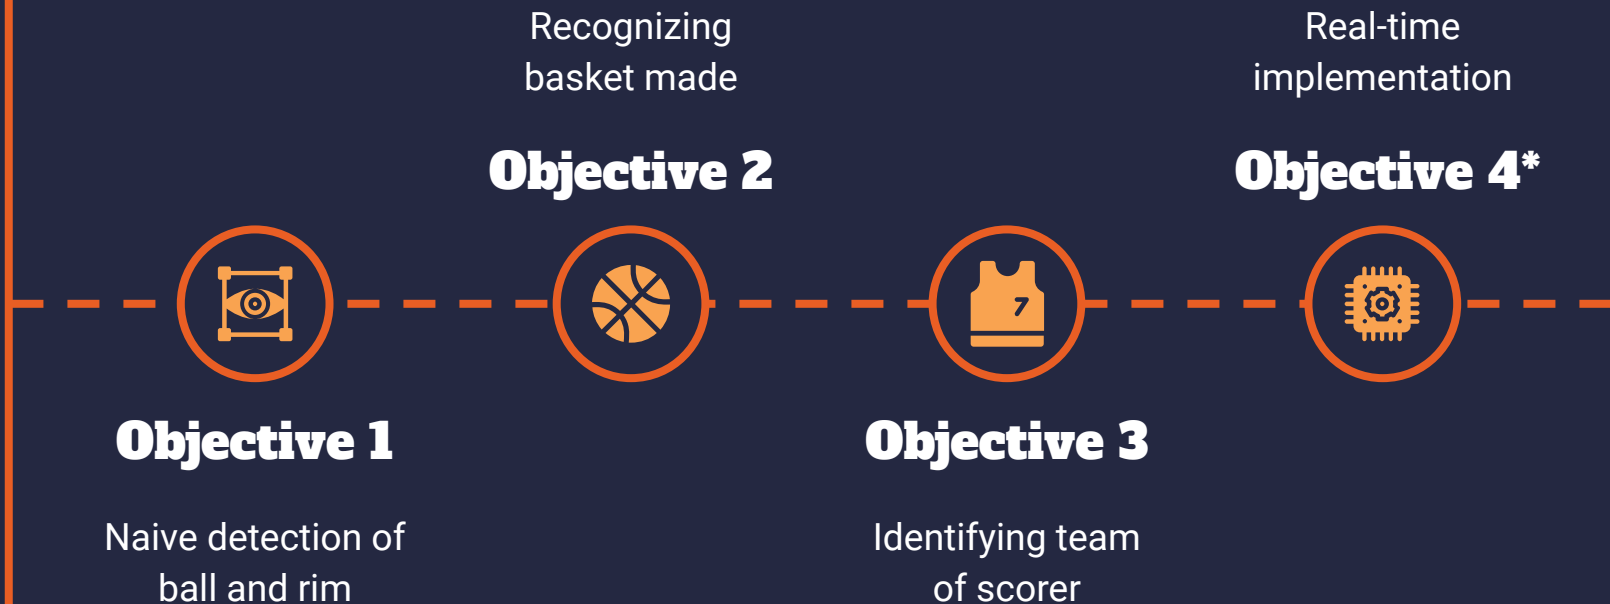 Objective 1
Naive detection of
ball and rim
Recognizing
basket made
Objective 2
7
Objective 3
Identifying team
of scorer
Real-time
implementation
Objective 4*